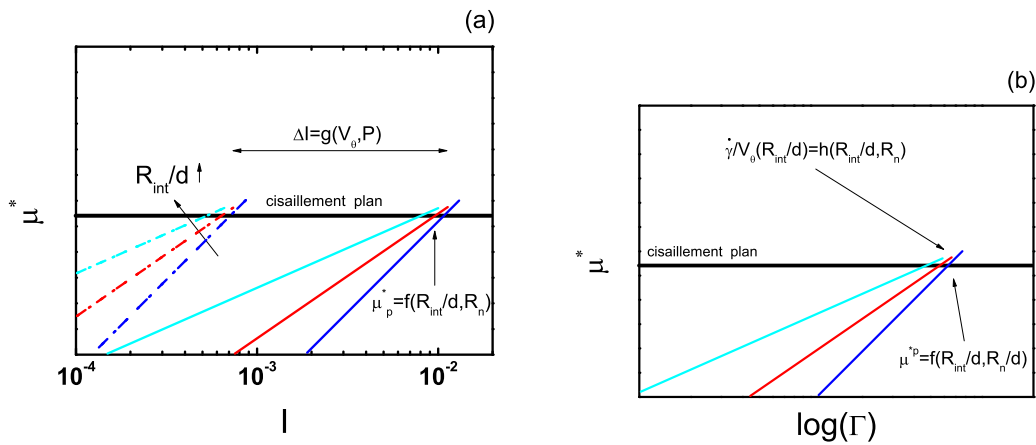 (a)
ΔI=g(V_θ,P)
R_int/d ↑
cisaillement plan
μ*
μ*_p=f(R_int/d,R_n)
10^-4 10^-3 10^-2
I
(b)
γ̇/V_θ(R_int/d)=h(R_int/d,R_n)
cisaillement plan
μ*
μ*^p=f(R_int/d,R_n/d)
log(Γ)